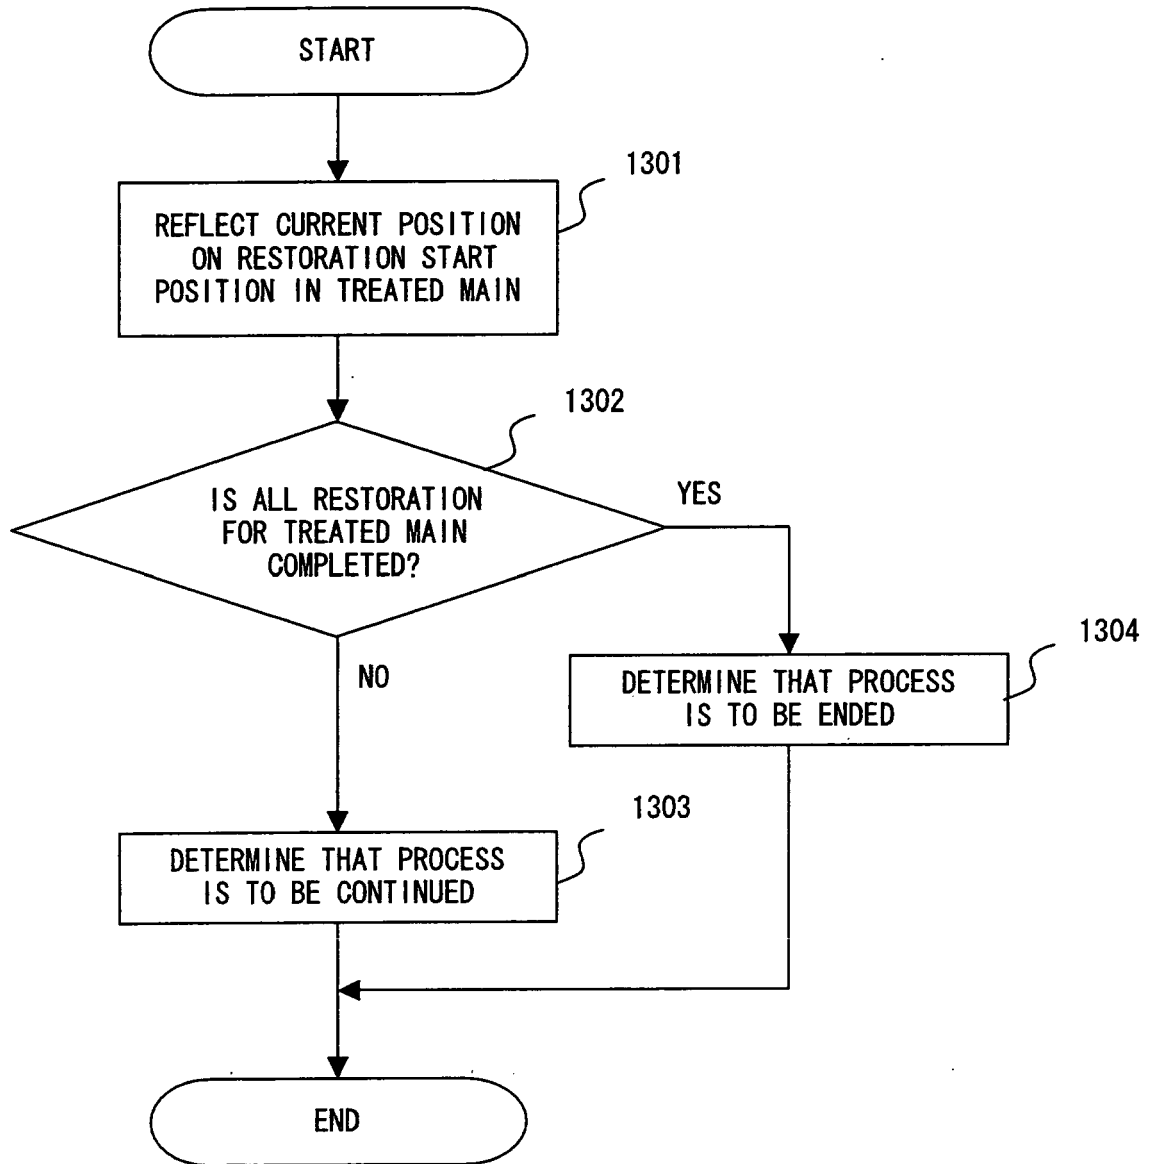 START
1301
REFLECT CURRENT POSITION
ON RESTORATION START
POSITION IN TREATED MAIN
1302
IS ALL RESTORATION
FOR TREATED MAIN
COMPLETED?
YES
NO
1304
DETERMINE THAT PROCESS
IS TO BE ENDED
1303
DETERMINE THAT PROCESS
IS TO BE CONTINUED
END